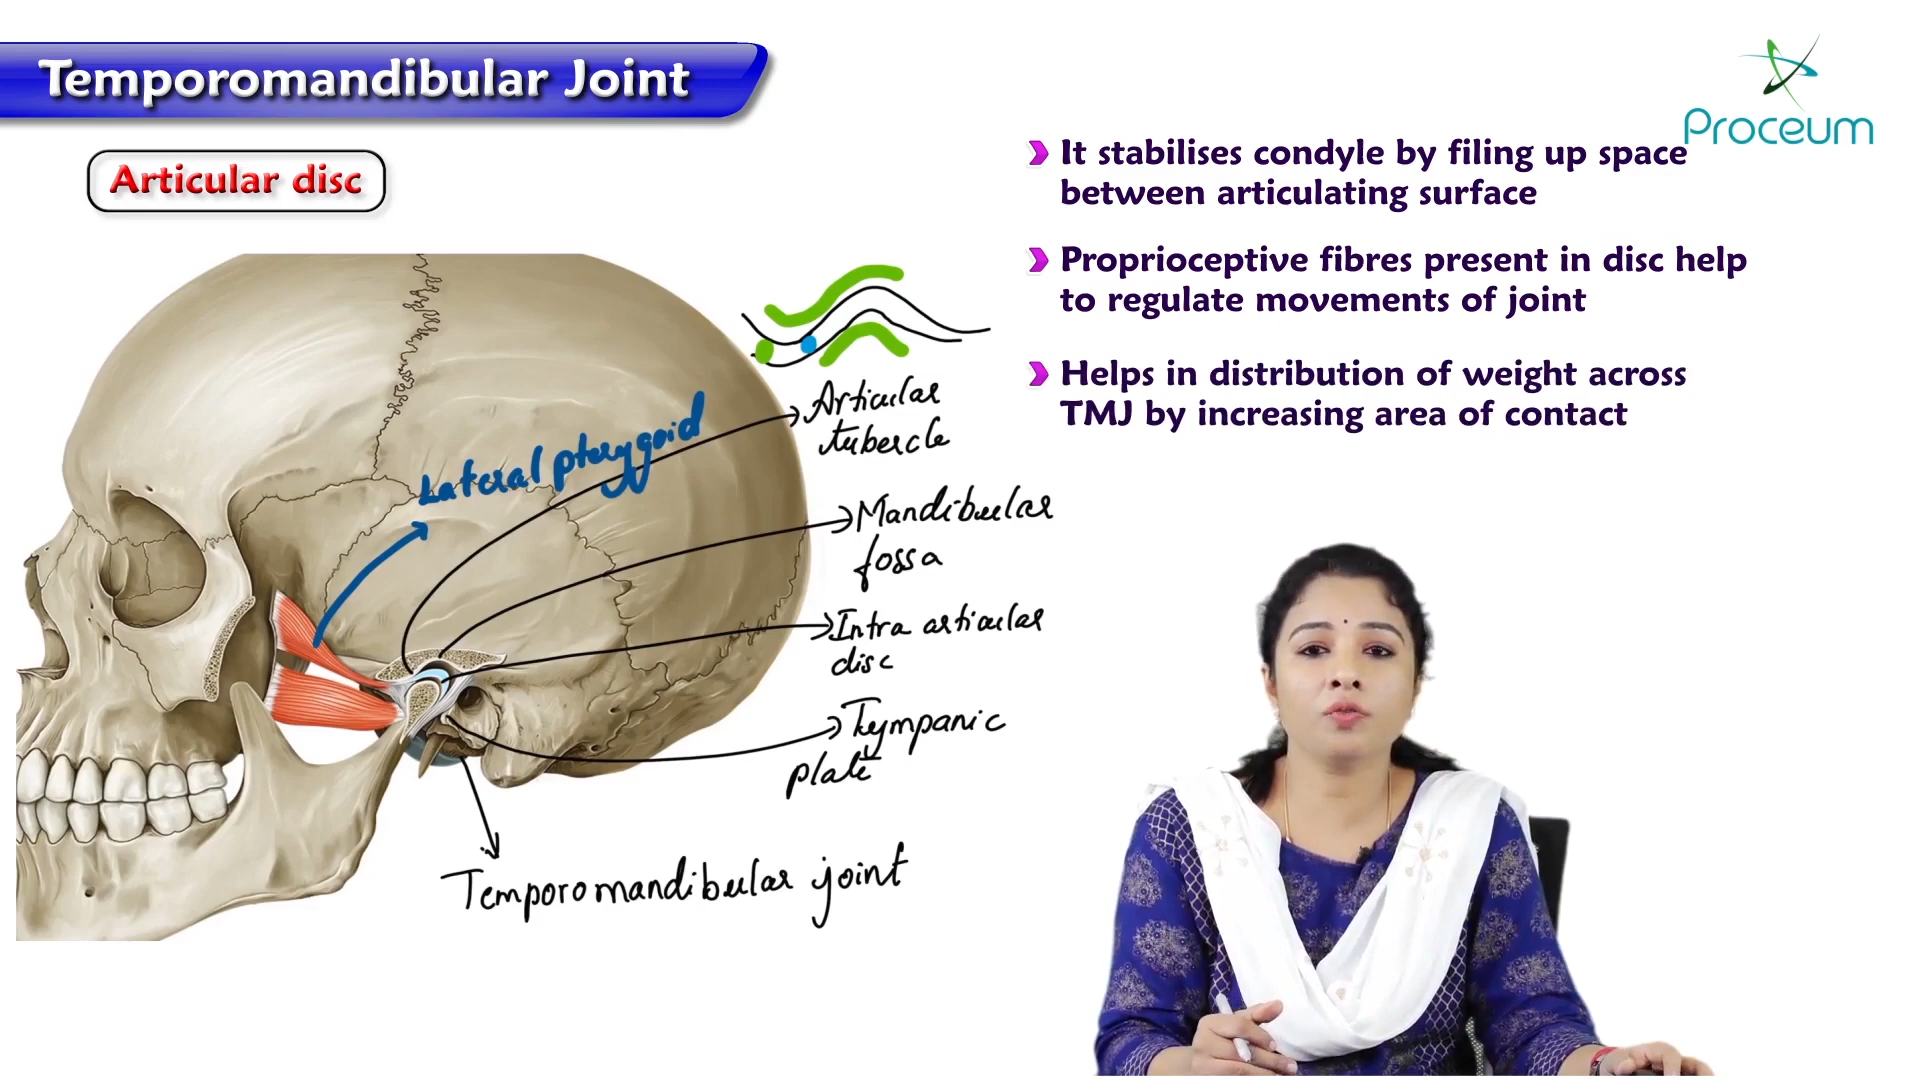 Temporomandibular Joint
Proceum
Articular disc
It stabilises condyle by filing up space
between articulating surface
Proprioceptive fibres present in disc help
to regulate movements of joint
Helps in distribution of weight across
TMJ by increasing area of contact
Articular
tubercle
Lateral pterygoid
Mandibular
fossa
Intra articular
disc
Tympanic
plate
Temporomandibular joint